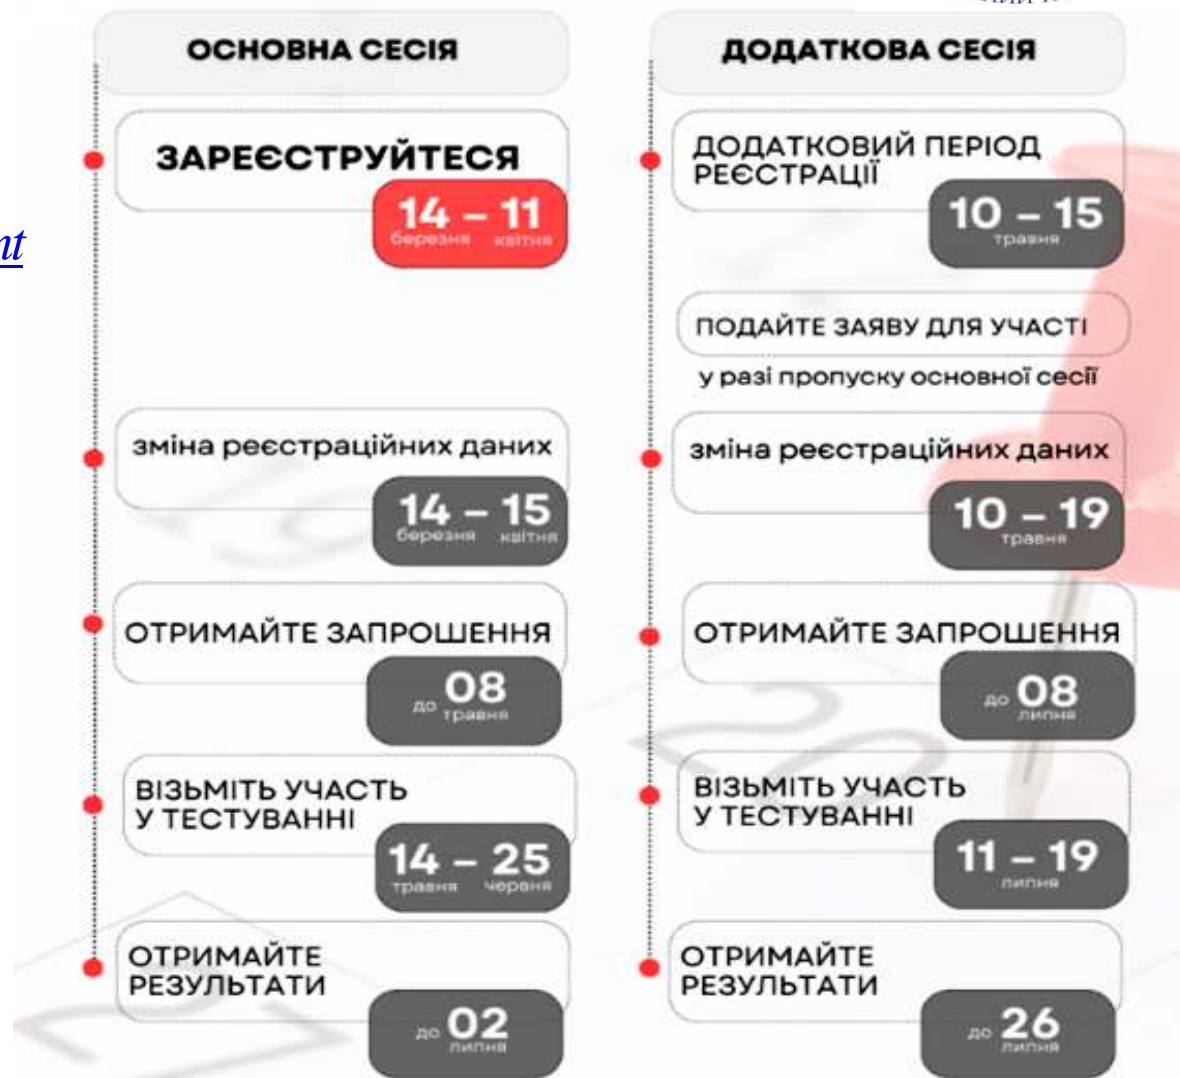 nt
ОСНОВНА СЕСІЯ
ЗАРЕЄСТРУЙТЕСЯ
14 – 11
березня квітня
зміна реєстраційних даних
14 – 15
березня квітня
ОТРИМАЙТЕ ЗАПРОШЕННЯ
до 08
травня
ВІЗЬМІТЬ УЧАСТЬ
У ТЕСТУВАННІ
14 – 25
травня червня
ОТРИМАЙТЕ
РЕЗУЛЬТАТИ
до 02
липня
ДОДАТКОВА СЕСІЯ
ДОДАТКОВИЙ ПЕРІОД
РЕЄСТРАЦІЇ
10 – 15
травня
ПОДАЙТЕ ЗАЯВУ ДЛЯ УЧАСТІ
у разі пропуску основної сесії
зміна реєстраційних даних
10 – 19
травня
ОТРИМАЙТЕ ЗАПРОШЕННЯ
до 08
липня
ВІЗЬМІТЬ УЧАСТЬ
У ТЕСТУВАННІ
11 – 19
липня
ОТРИМАЙТЕ
РЕЗУЛЬТАТИ
до 26
липня